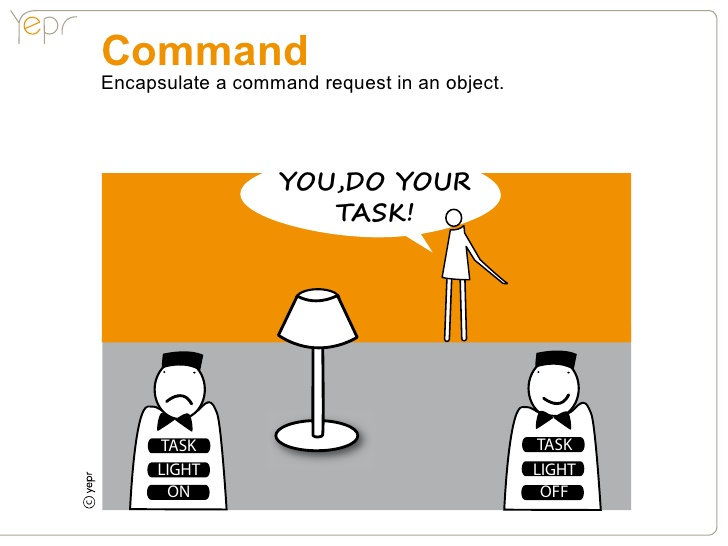 Yepr
Command
Encapsulate a command request in an object.
YOU,DO YOUR
TASK!
TASK
LIGHT
ON
TASK
LIGHT
OFF
© yepr